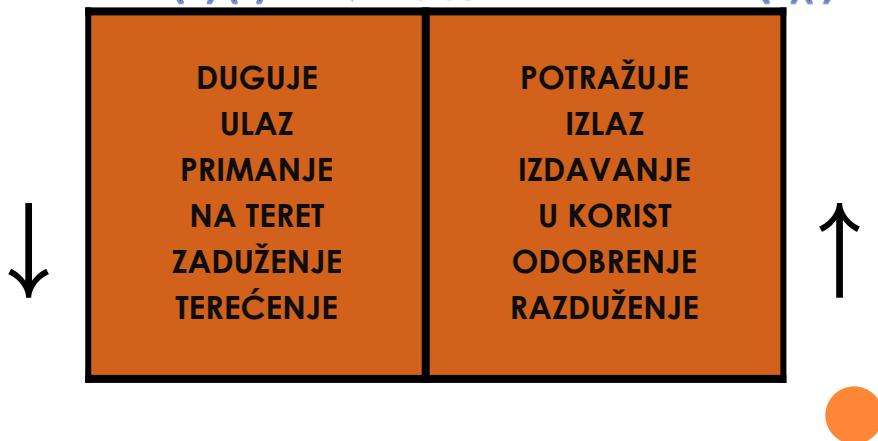 DUGUJE
ULAZ
PRIMANJE
NA TERET
ZADUŽENJE
TEREĆENJE
POTRAŽUJE
IZLAZ
IZDAVANJE
U KORIST
ODOBRENJE
RAZDUŽENJE